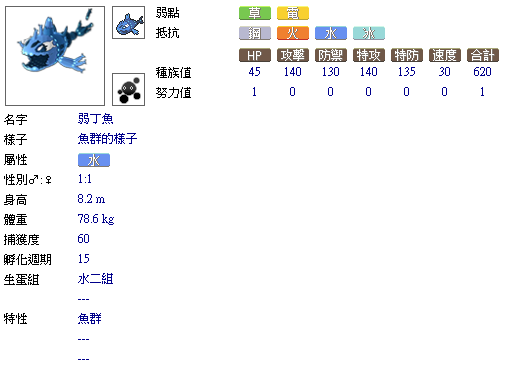 弱點 草 電
抵抗 鋼 火 水 冰
HP 攻擊 防禦 特攻 特防 速度 合計
種族值 45 140 130 140 135 30 620
努力值 1 0 0 0 0 0 1
名字 弱丁魚
樣子 魚群的樣子
屬性 水
性別♂:♀ 1:1
身高 8.2 m
體重 78.6 kg
捕獲度 60
孵化週期 15
生蛋組 水二組
---
特性 魚群
---
---